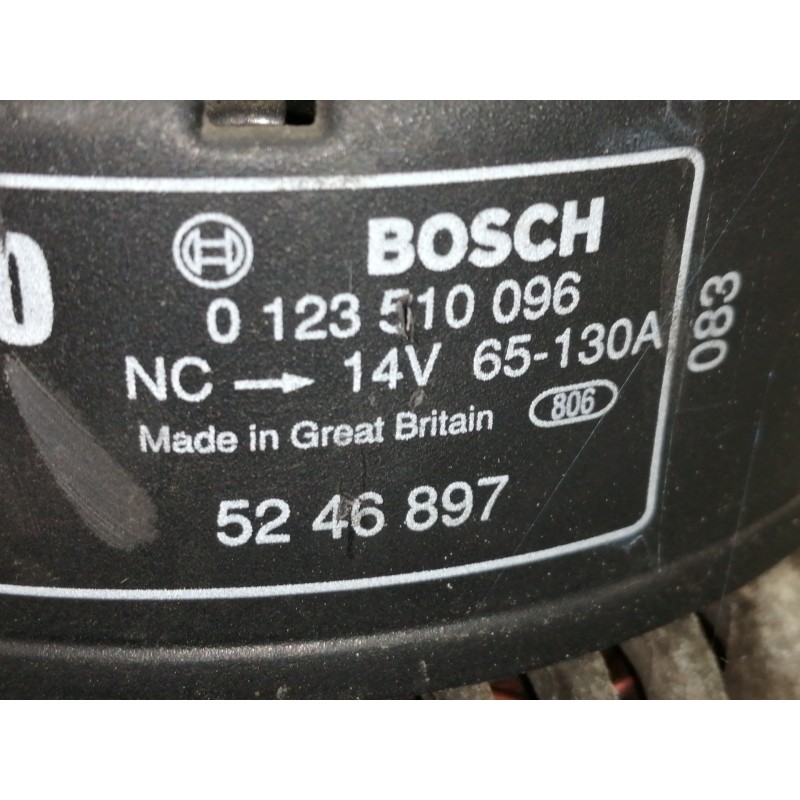 BOSCH
0 123 510 096
NC → 14V 65-130A
Made in Great Britain 806
52 46 897
083